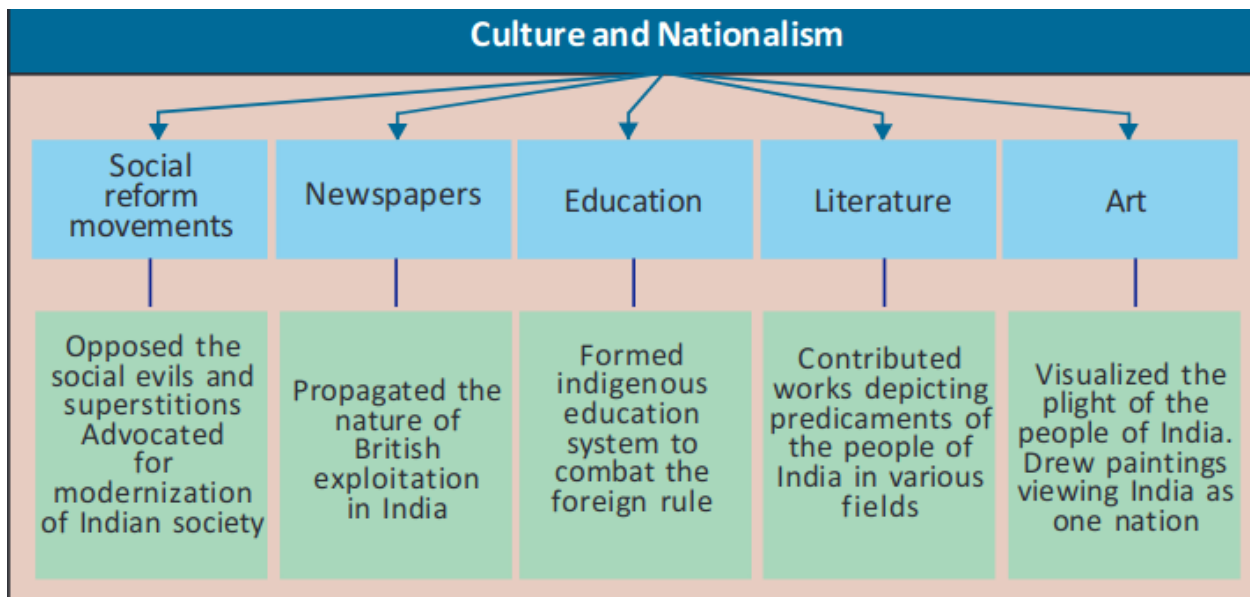 Culture and Nationalism
Social
reform
movements
Newspapers
Education
Literature
Art
Opposed the
social evils and
superstitions
Advocated
for
modernization
of Indian society
Propagated the
nature of
British
exploitation
in India
Formed
indigenous
education
system to
combat the
foreign rule
Contributed
works depicting
predicaments of
the people of
India in various
fields
Visualized the
plight of the
people of India.
Drew paintings
viewing India as
one nation